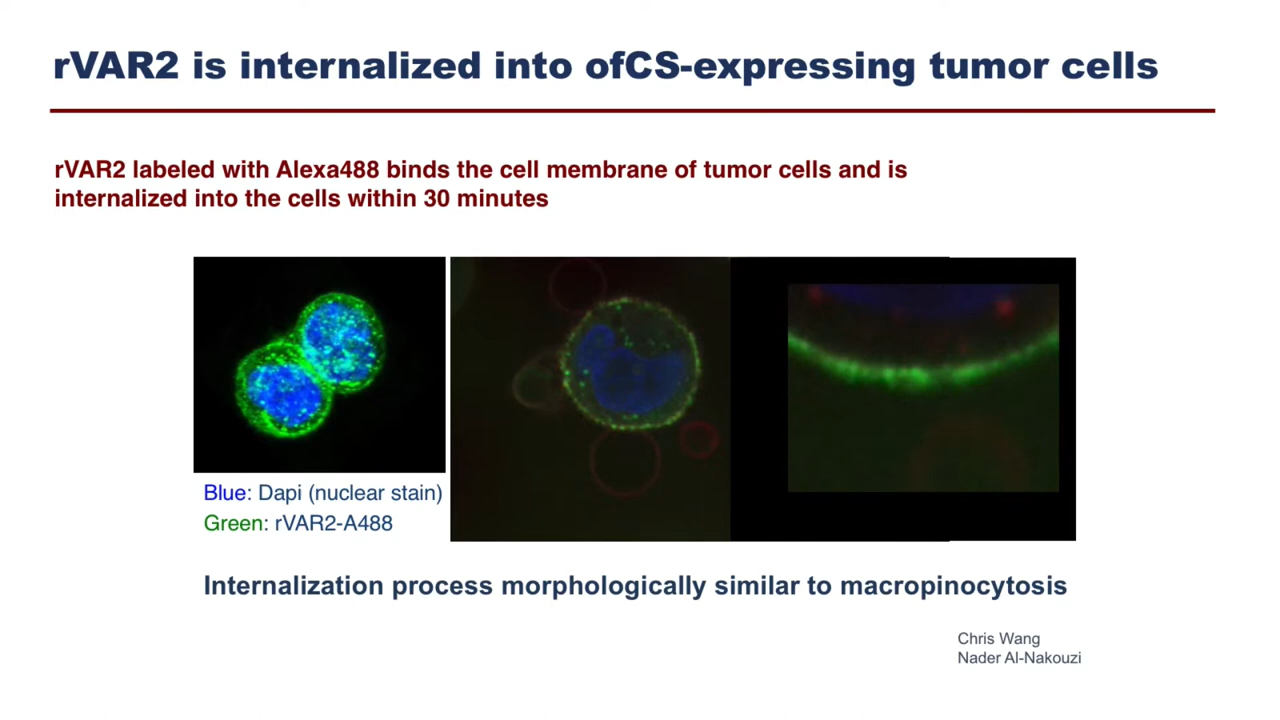 rVAR2 is internalized into ofCS-expressing tumor cells
rVAR2 labeled with Alexa488 binds the cell membrane of tumor cells and is
internalized into the cells within 30 minutes
Blue: Dapi (nuclear stain)
Green: rVAR2-A488
Internalization process morphologically similar to macropinocytosis
Chris Wang
Nader Al-Nakouzi